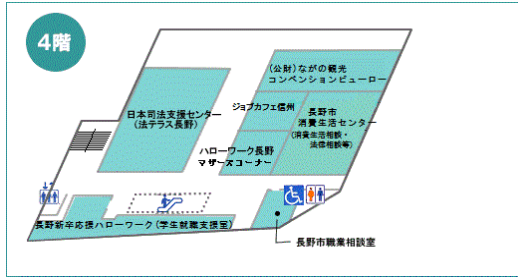 4階
(公財)ながの観光
コンベンションビューロー
ジョブカフェ信州
日本司法支援センター
(法テラス長野)
長野市
消費生活センター
(消費生活相談・
法律相談等)
ハローワーク長野
マザーズコーナー
長野新卒応援ハローワーク(学生就職支援室)
長野市職業相談室